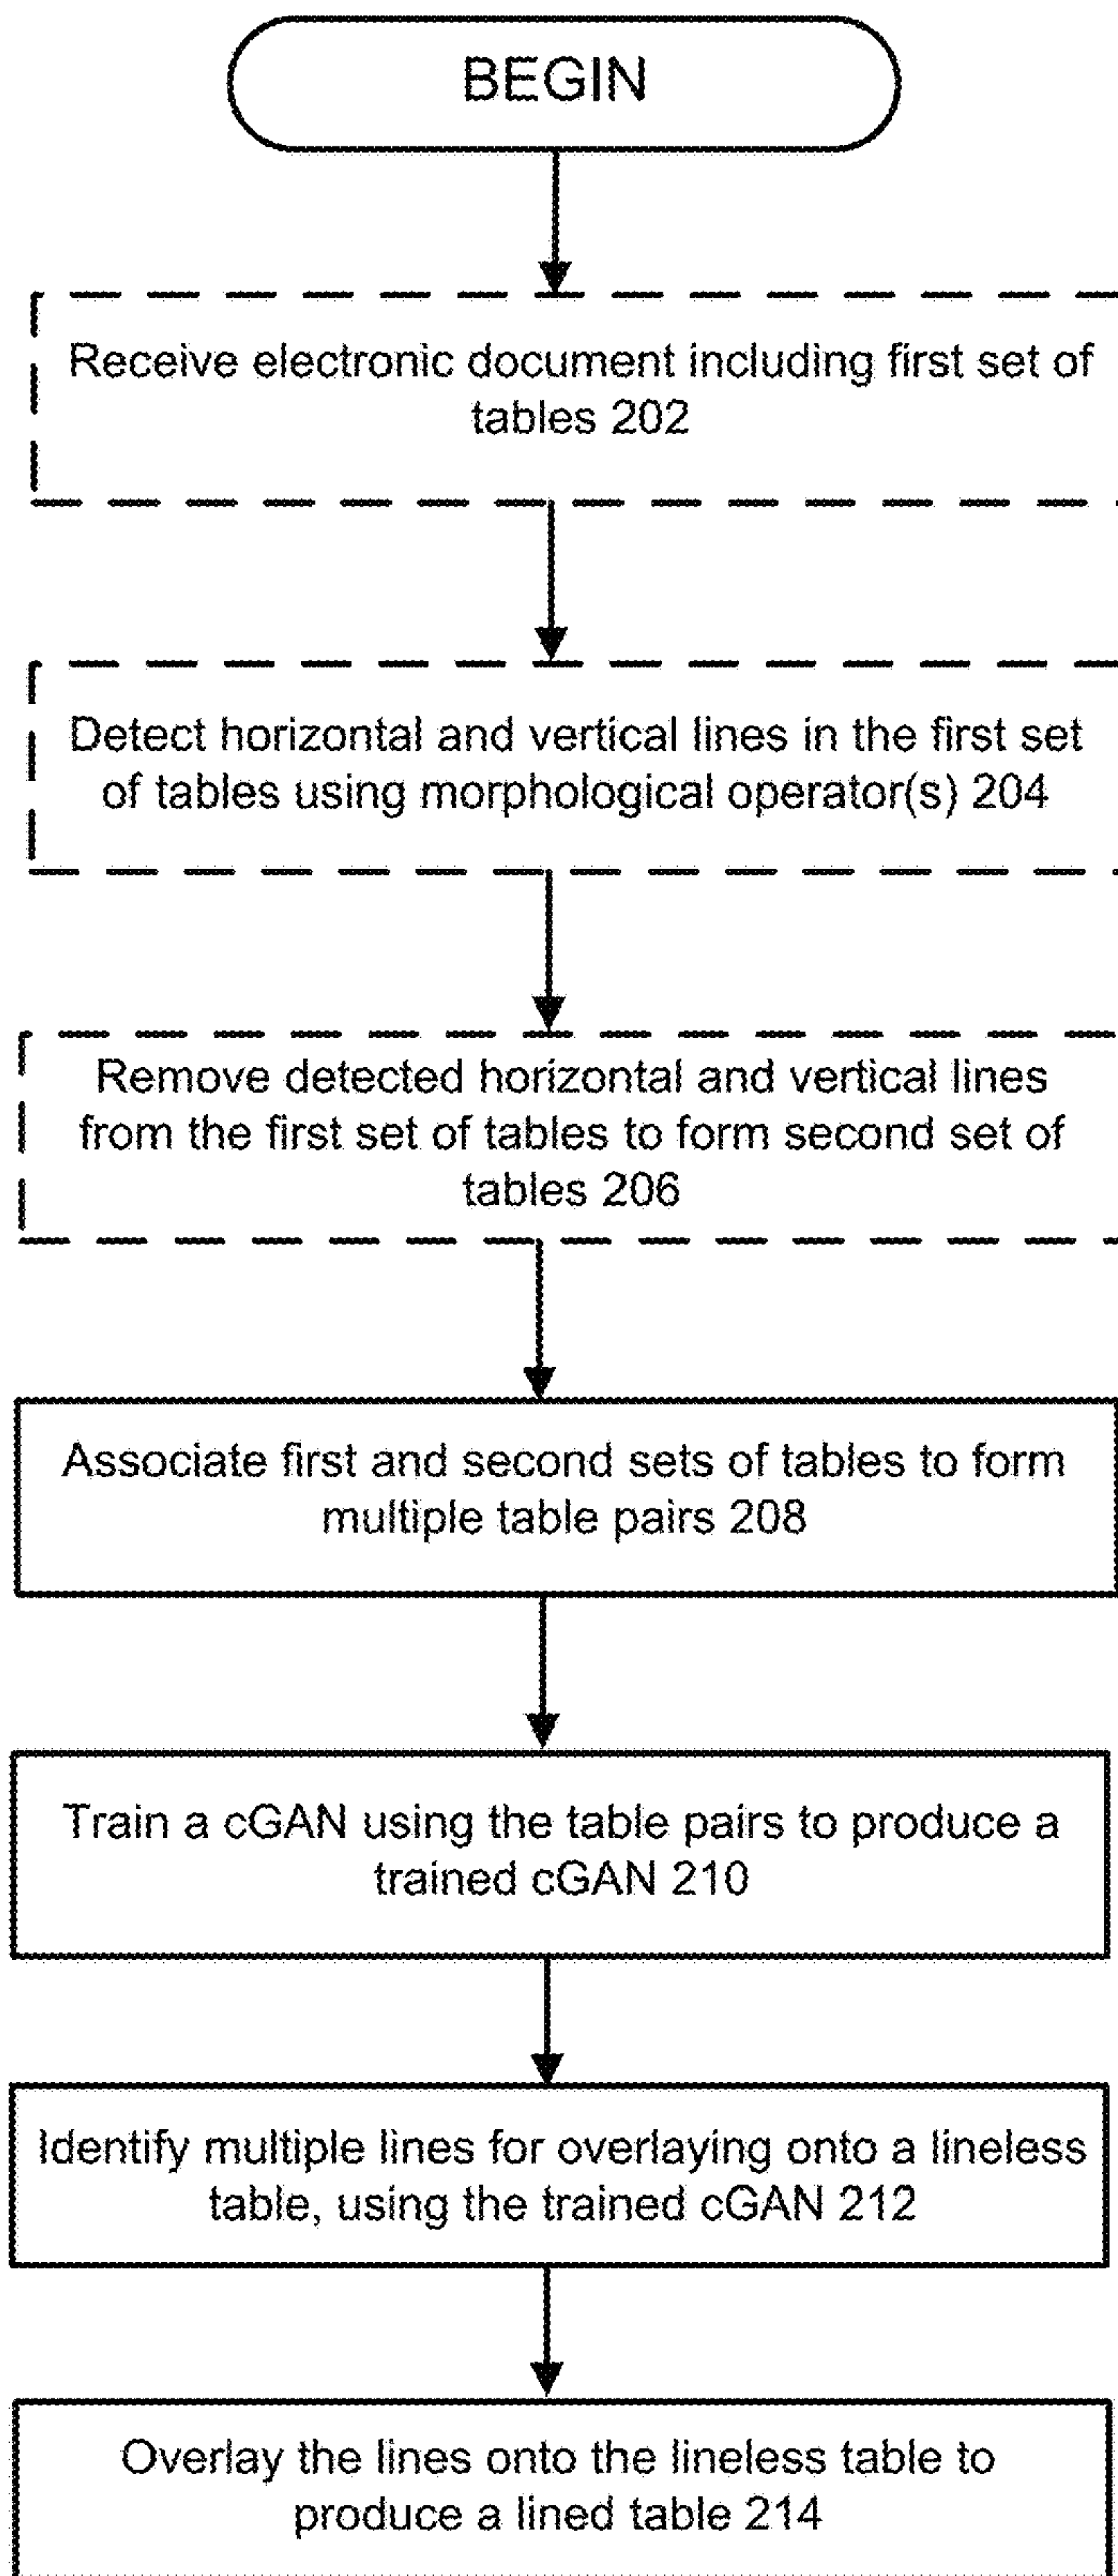 BEGIN
Receive electronic document including first set of
tables 202
Detect horizontal and vertical lines in the first set
of tables using morphological operator(s) 204
Remove detected horizontal and vertical lines
from the first set of tables to form second set of
tables 206
Associate first and second sets of tables to form
multiple table pairs 208
Train a cGAN using the table pairs to produce a
trained cGAN 210
Identify multiple lines for overlaying onto a lineless
table, using the trained cGAN 212
Overlay the lines onto the lineless table to
produce a lined table 214